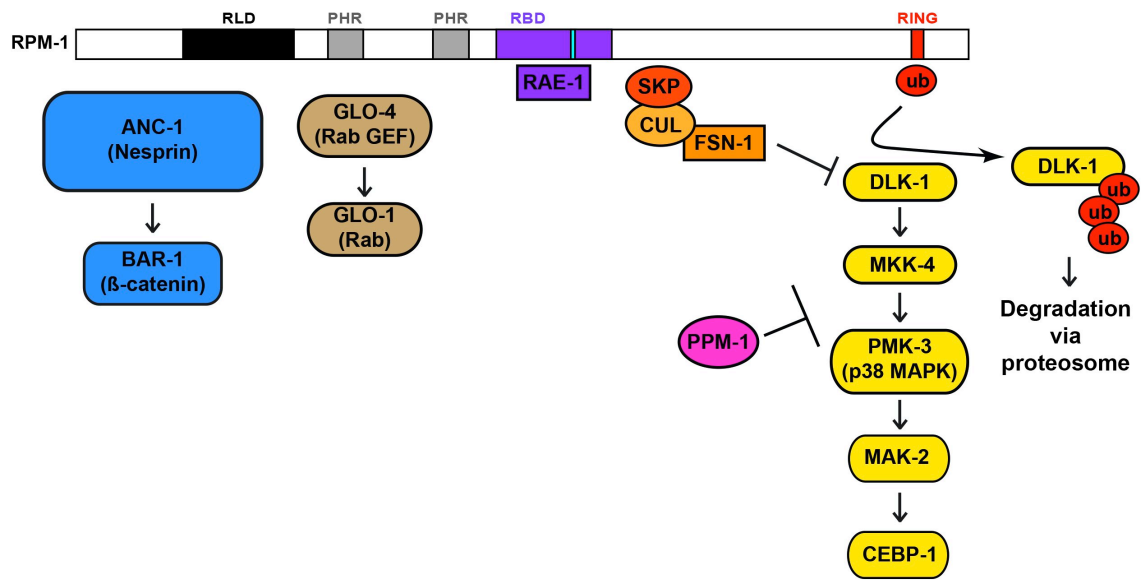 RLD
PHR
PHR
RBD
RING
RPM-1
RAE-1
ub
SKP
CUL
FSN-1
ANC-1
(Nesprin)
BAR-1
(ß-catenin)
GLO-4
(Rab GEF)
GLO-1
(Rab)
DLK-1
MKK-4
PPM-1
PMK-3
(p38 MAPK)
MAK-2
CEBP-1
DLK-1
ub
ub
ub
Degradation
via
proteosome